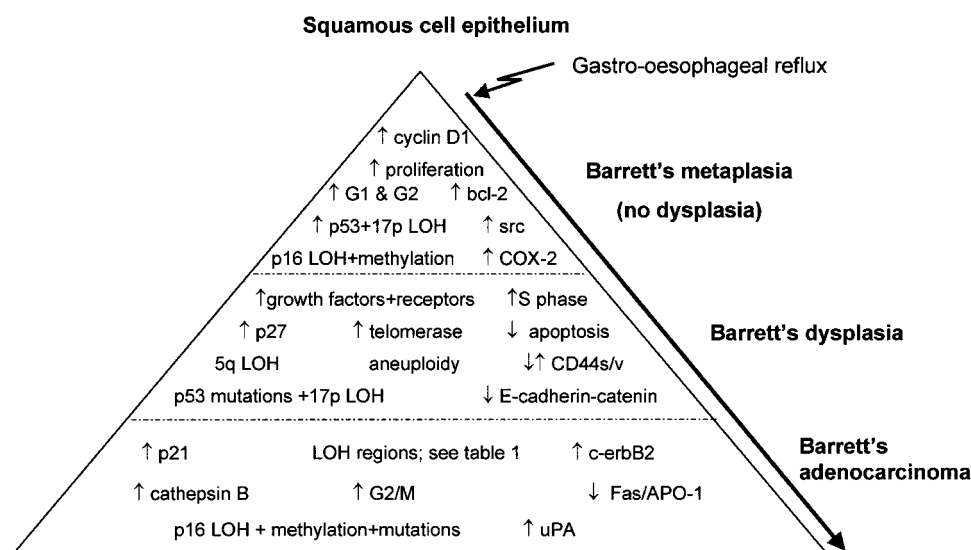 Squamous cell epithelium
Gastro-oesophageal reflux
↑ cyclin D1
↑ proliferation
↑ G1 & G2 ↑ bcl-2
↑ p53+17p LOH ↑ src
p16 LOH+methylation ↑ COX-2
Barrett's metaplasia
(no dysplasia)
↑growth factors+receptors ↑S phase
↑ p27 ↑ telomerase ↓ apoptosis
5q LOH aneuploidy ↓↑ CD44s/v
p53 mutations +17p LOH ↓ E-cadherin-catenin
Barrett's dysplasia
↑ p21 LOH regions; see table 1 ↑ c-erbB2
↑ cathepsin B ↑ G2/M ↓ Fas/APO-1
p16 LOH + methylation+mutations ↑ uPA
Barrett's
adenocarcinoma